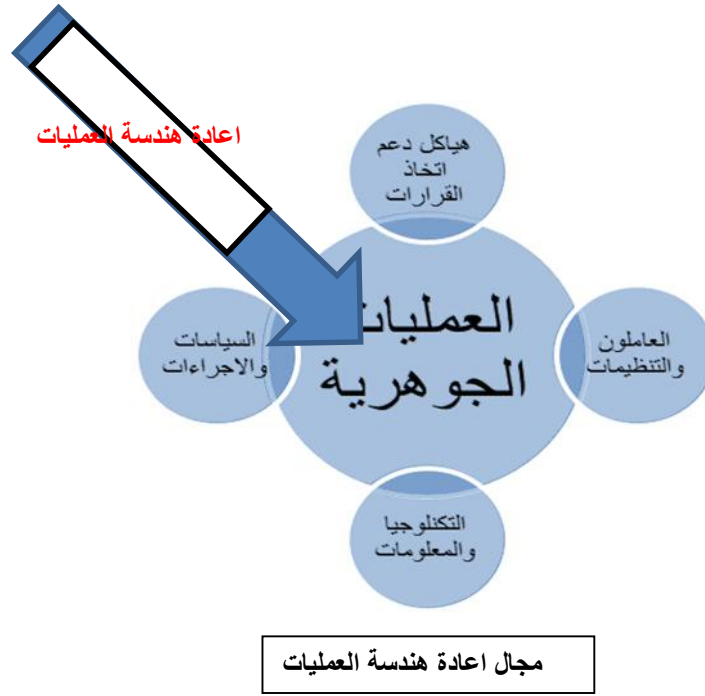 اعادة هندسة العمليات
هياكل دعم
اتخاذ
القرارات
العمليات
الجوهرية
العاملون
والتنظيمات
السياسات
والاجراءات
التكنلوجيا
والمعلومات
مجال اعادة هندسة العمليات